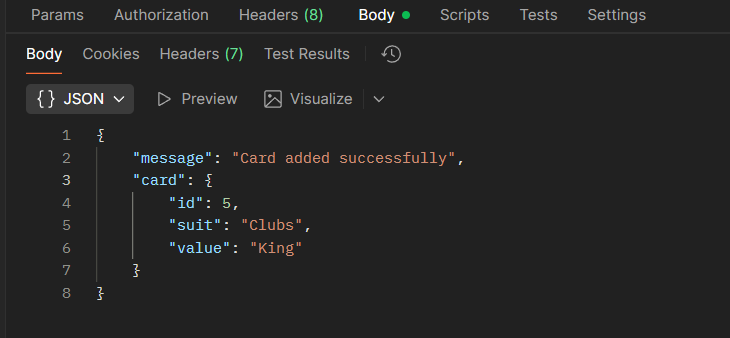 Params Authorization Headers (8) Body Scripts Tests Settings
Body Cookies Headers (7) Test Results
{} JSON Preview Visualize
1 {
2 "message": "Card added successfully",
3 "card": {
4 "id": 5,
5 "suit": "Clubs",
6 "value": "King"
7 }
8 }